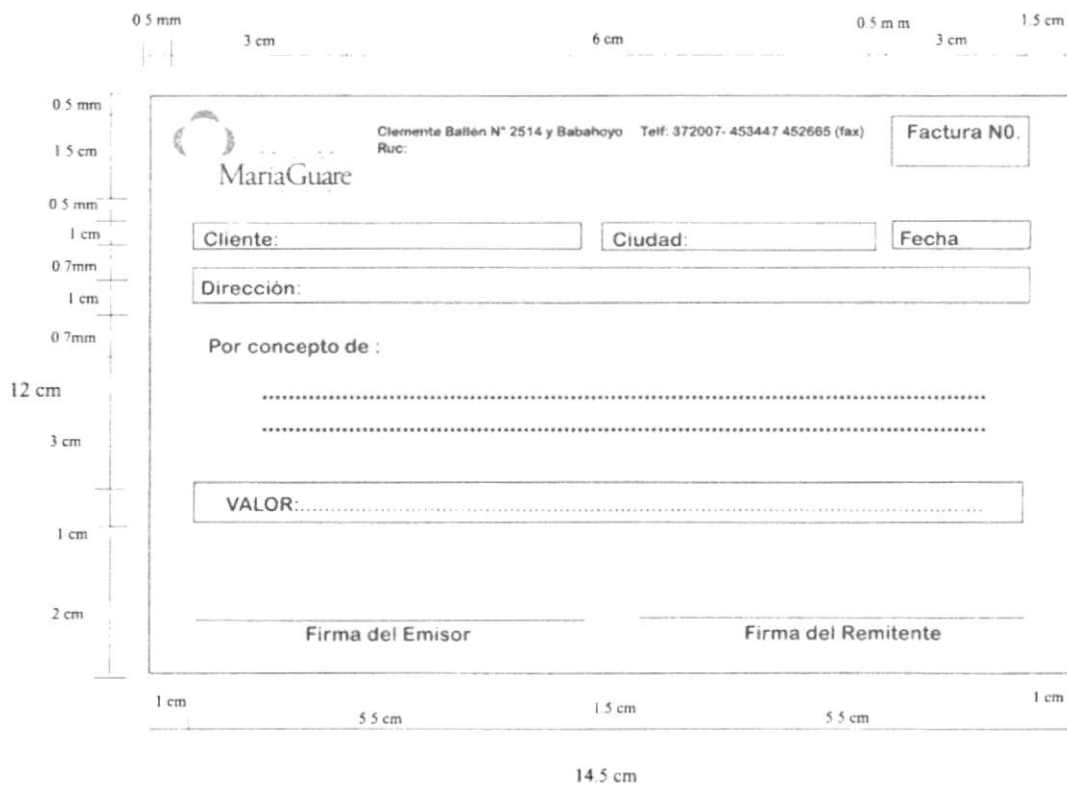 0 5 mm 0.5 m m 1.5 cm
3 cm 6 cm 3 cm
0 5 mm
Clemente Ballén N° 2514 y Babahoyo Telf: 372007- 453447 452665 (fax) Factura N0.
Ruc:
1 5 cm
MariaGuare
0 5 mm
1 cm Cliente: Ciudad: Fecha
0.7mm
1 cm Dirección:
0 7mm Por concepto de :
12 cm
3 cm
VALOR:
1 cm
2 cm
Firma del Emisor Firma del Remitente
1 cm 1.5 cm 1 cm
5 5 cm 5 5 cm
14.5 cm